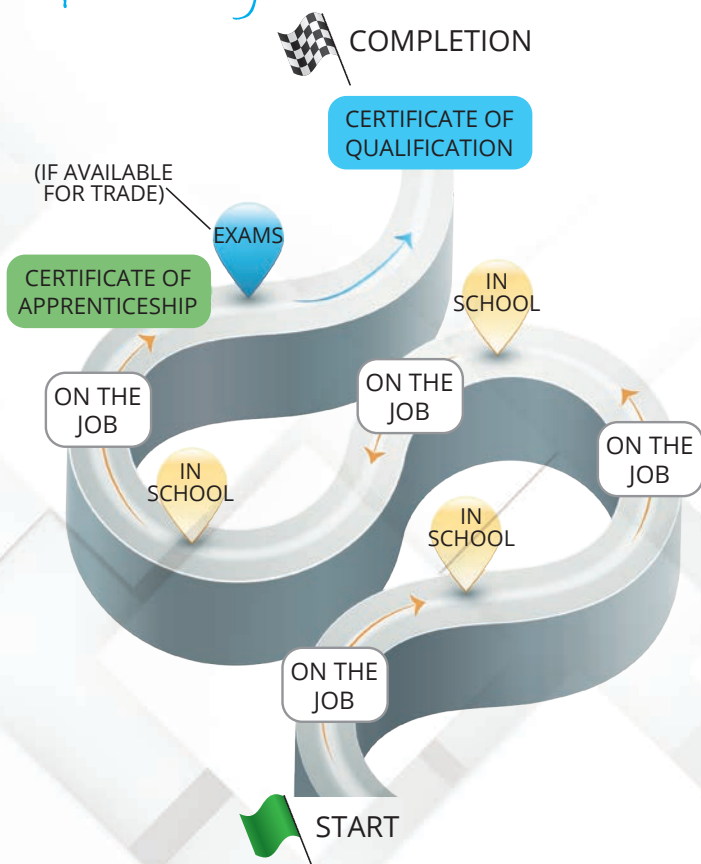 COMPLETION
CERTIFICATE OF
QUALIFICATION
(IF AVAILABLE
FOR TRADE)
EXAMS
CERTIFICATE OF
APPRENTICESHIP
IN
SCHOOL
ON THE
JOB
ON THE
JOB
ON THE
JOB
IN
SCHOOL
IN
SCHOOL
ON THE
JOB
START